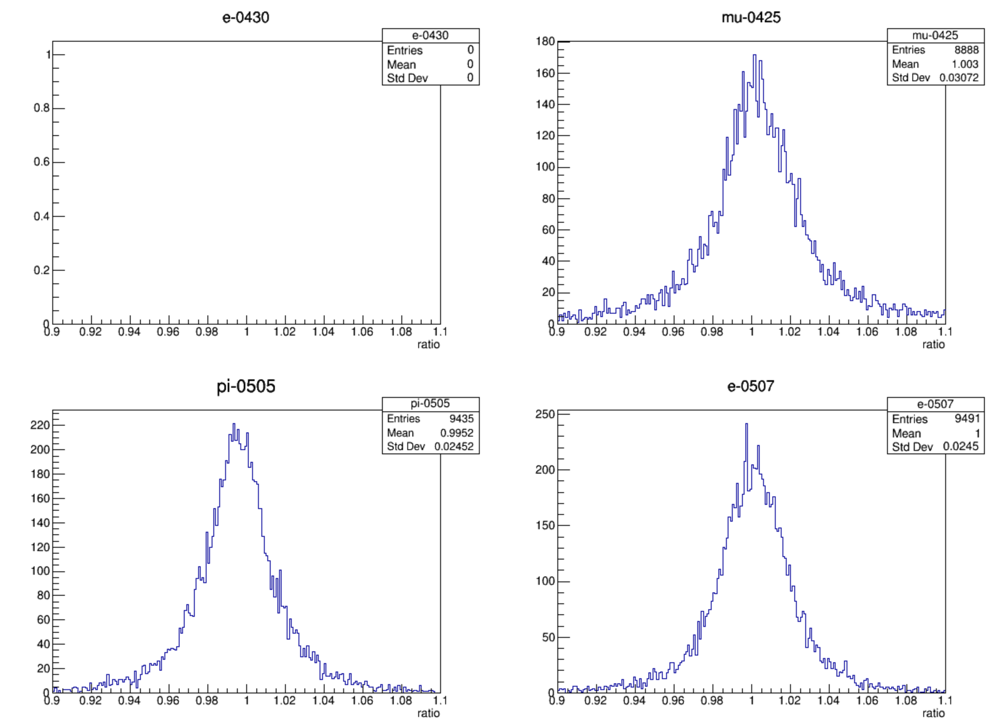 e-0430
e-0430
Entries 0
Mean 0
Std Dev 0
1
0.8
0.6
0.4
0.2
0
0.9 0.92 0.94 0.96 0.98 1 1.02 1.04 1.06 1.08 1.1
ratio
mu-0425
mu-0425
Entries 8888
Mean 1.003
Std Dev 0.03072
180
160
140
120
100
80
60
40
20
0
0.9 0.92 0.94 0.96 0.98 1 1.02 1.04 1.06 1.08 1.1
ratio
pi-0505
pi-0505
Entries 9435
Mean 0.9952
Std Dev 0.02452
220
200
180
160
140
120
100
80
60
40
20
0
0.9 0.92 0.94 0.96 0.98 1 1.02 1.04 1.06 1.08 1.1
ratio
e-0507
e-0507
Entries 9491
Mean 1
Std Dev 0.0245
250
200
150
100
50
0
0.9 0.92 0.94 0.96 0.98 1 1.02 1.04 1.06 1.08 1.1
ratio